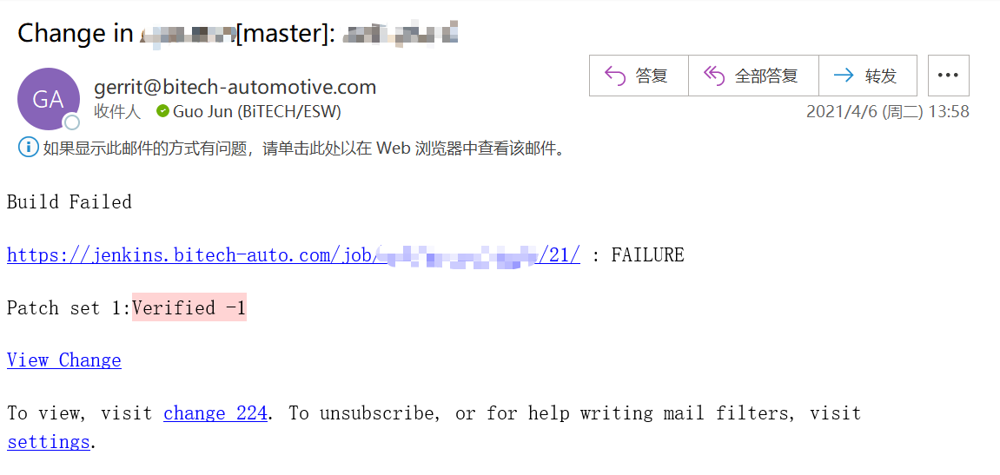 Change in [master]:
GA
gerrit@bitech-automotive.com
收件人 Guo Jun (BiTECH/ESW)
答复
全部答复
转发
2021/4/6 (周二) 13:58
如果显示此邮件的方式有问题，请单击此处以在 Web 浏览器中查看该邮件。
Build Failed
https://jenkins.bitech-auto.com/job/ /21/ : FAILURE
Patch set 1:Verified -1
View Change
To view, visit change 224. To unsubscribe, or for help writing mail filters, visit
settings.